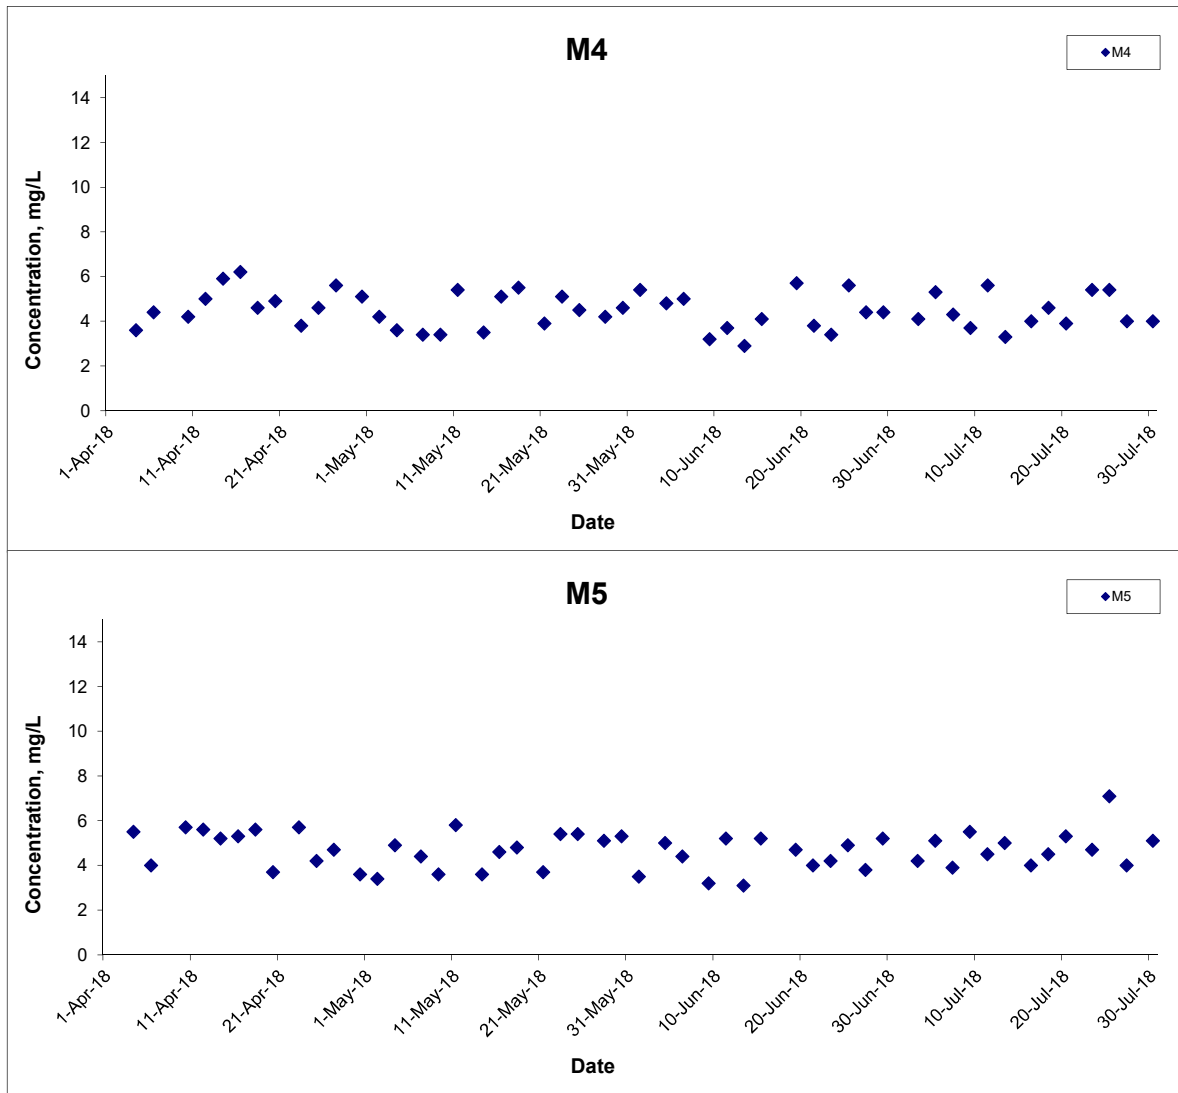 M4
M4
14
12
10
8
6
4
2
0
Concentration, mg/L
1-Apr-18
11-Apr-18
21-Apr-18
1-May-18
11-May-18
21-May-18
31-May-18
10-Jun-18
20-Jun-18
30-Jun-18
10-Jul-18
20-Jul-18
30-Jul-18
Date
M5
M5
14
12
10
8
6
4
2
0
Concentration, mg/L
1-Apr-18
11-Apr-18
21-Apr-18
1-May-18
11-May-18
21-May-18
31-May-18
10-Jun-18
20-Jun-18
30-Jun-18
10-Jul-18
20-Jul-18
30-Jul-18
Date